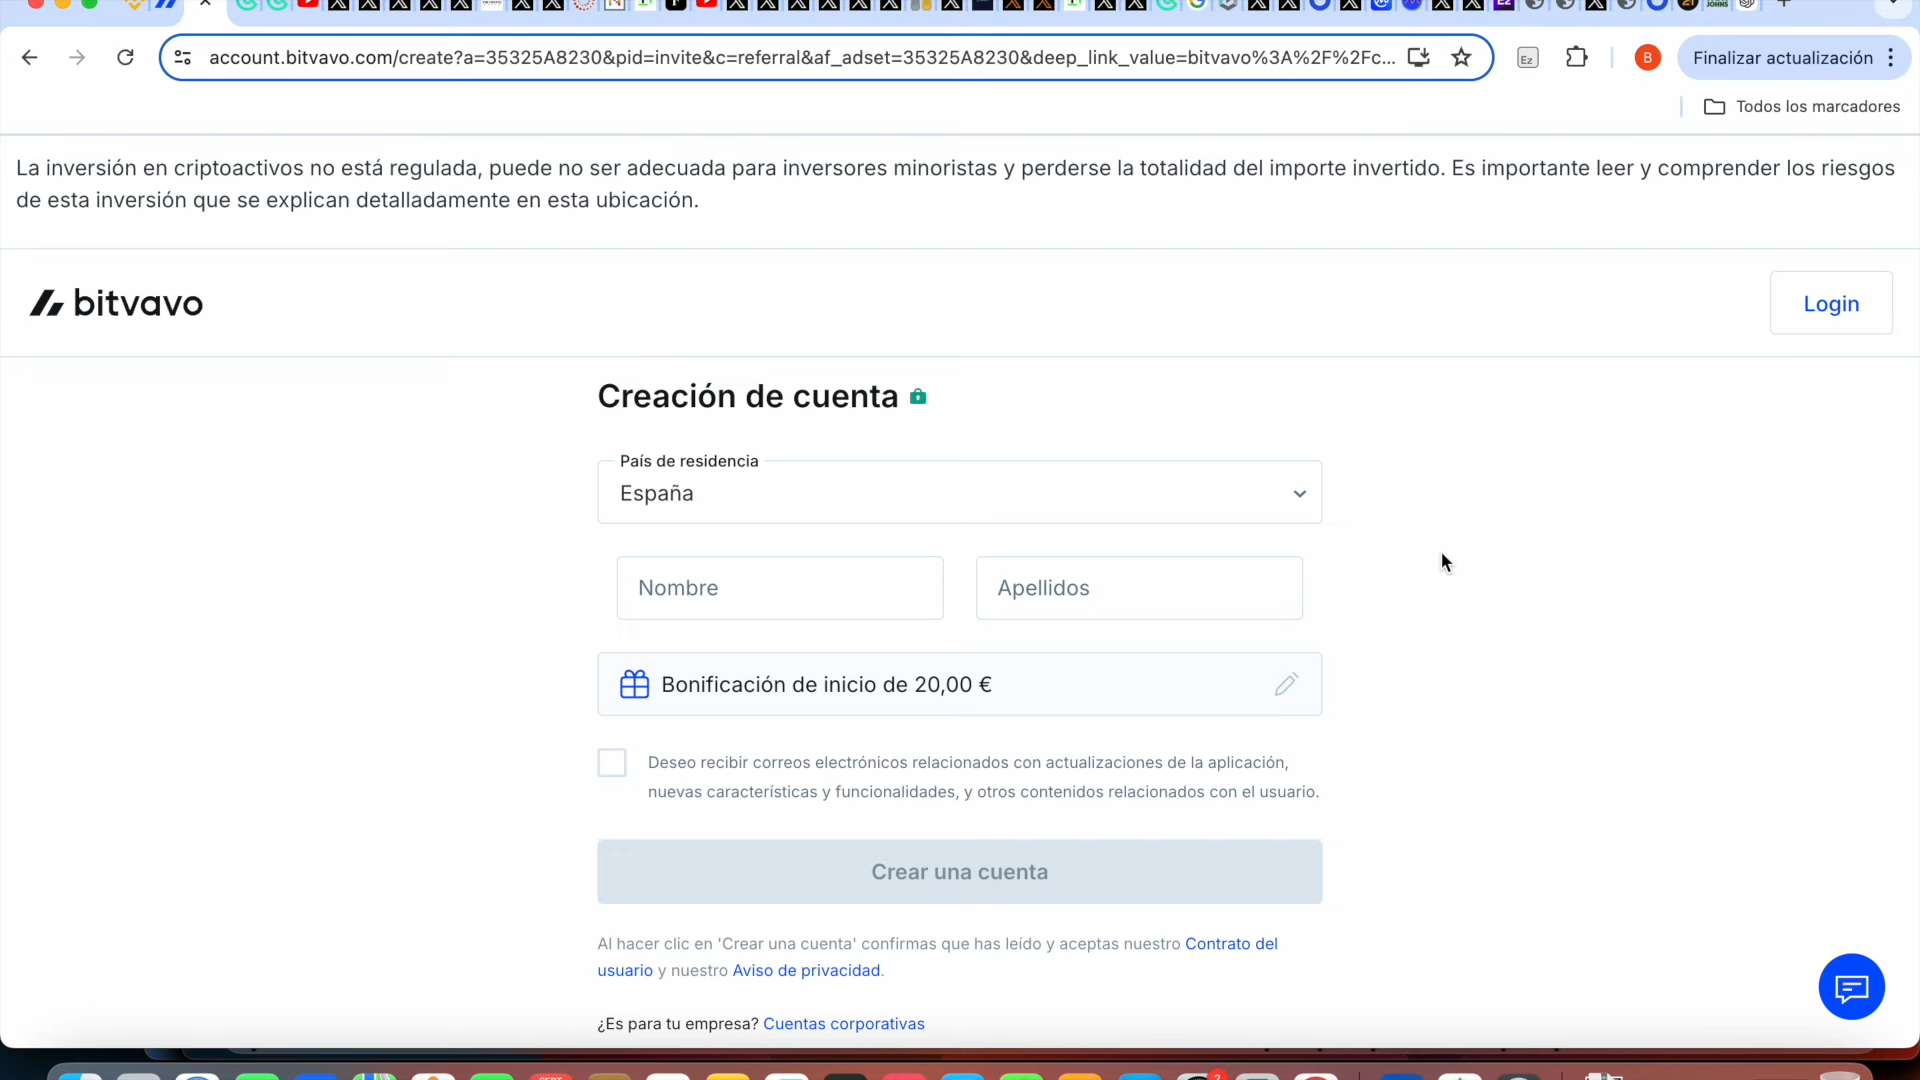 account.bitvavo.com/create?a=35325A8230&pid=invite&c=referral&af_adset=35325A8230&deep_link_value=bitvavo%3A%2F%2Fc...
Ez
B
Finalizar actualización
Todos los marcadores
La inversión en criptoactivos no está regulada, puede no ser adecuada para inversores minoristas y perderse la totalidad del importe invertido. Es importante leer y comprender los riesgos
de esta inversión que se explican detalladamente en esta ubicación.
bitvavo
Login
Creación de cuenta
País de residencia
España
Nombre
Apellidos
Bonificación de inicio de 20,00 €
Deseo recibir correos electrónicos relacionados con actualizaciones de la aplicación,
nuevas características y funcionalidades, y otros contenidos relacionados con el usuario.
Crear una cuenta
Al hacer clic en 'Crear una cuenta' confirmas que has leído y aceptas nuestro Contrato del
usuario y nuestro Aviso de privacidad.
¿Es para tu empresa? Cuentas corporativas
2